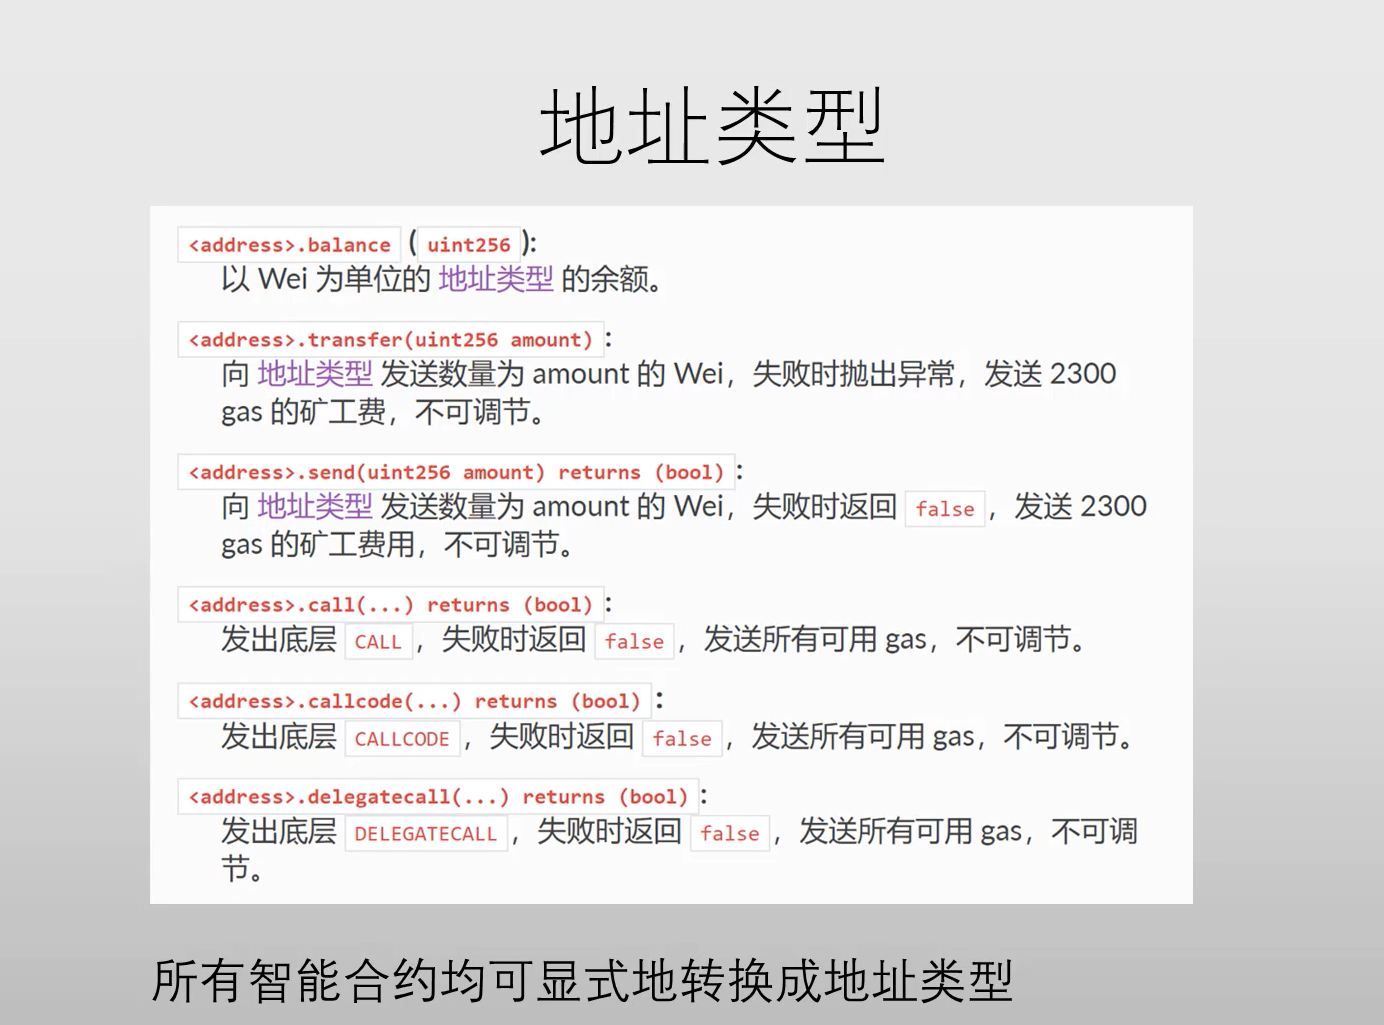 地址类型
<address>.balance (uint256):
以 Wei 为单位的 地址类型 的余额。
<address>.transfer(uint256 amount):
向 地址类型 发送数量为 amount 的 Wei，失败时抛出异常，发送 2300
gas 的矿工费，不可调节。
<address>.send(uint256 amount) returns (bool):
向 地址类型 发送数量为 amount 的 Wei，失败时返回 false，发送 2300
gas 的矿工费用，不可调节。
<address>.call(...) returns (bool):
发出底层 CALL，失败时返回 false，发送所有可用 gas，不可调节。
<address>.callcode(...) returns (bool):
发出底层 CALLCODE，失败时返回 false，发送所有可用 gas，不可调节。
<address>.delegatecall(...) returns (bool):
发出底层 DELEGATECALL，失败时返回 false，发送所有可用 gas，不可调
节。
所有智能合约均可显式地转换成地址类型